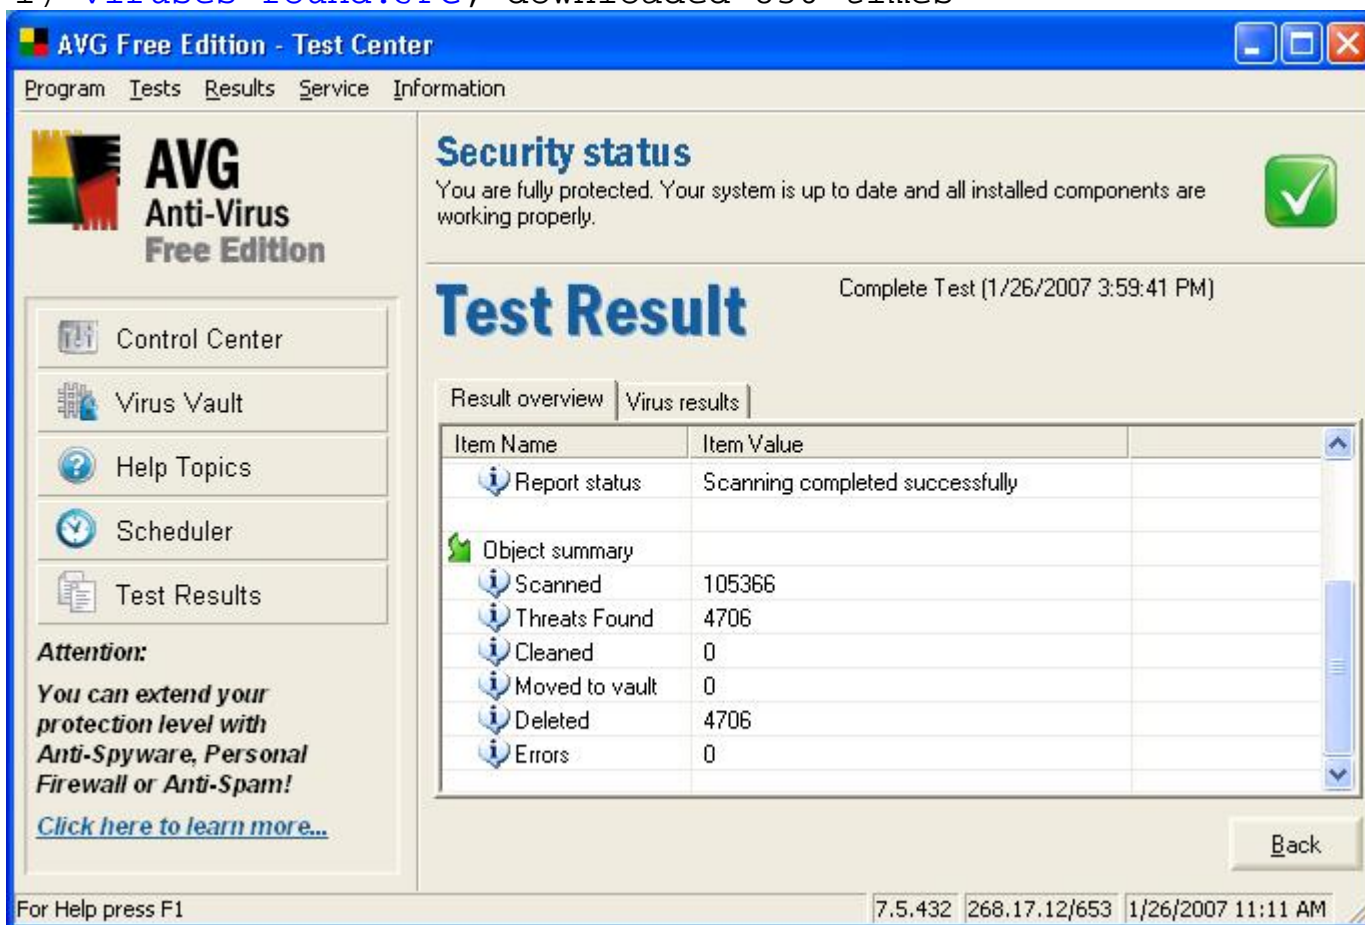 AVG Free Edition - Test Center
Program Tests Results Service Information
AVG
Anti-Virus
Free Edition
Control Center
Virus Vault
Help Topics
Scheduler
Test Results
Attention:
You can extend your
protection level with
Anti-Spyware, Personal
Firewall or Anti-Spam!
Click here to learn more...
Security status
You are fully protected. Your system is up to date and all installed components are
working properly.
Test Result
Complete Test (1/26/2007 3:59:41 PM)
Result overview Virus results
Item Name Item Value
Report status Scanning completed successfully
Object summary
Scanned 105366
Threats Found 4706
Cleaned 0
Moved to vault 0
Deleted 4706
Errors 0
Back
For Help press F1 7.5.432 268.17.12/653 1/26/2007 11:11 AM